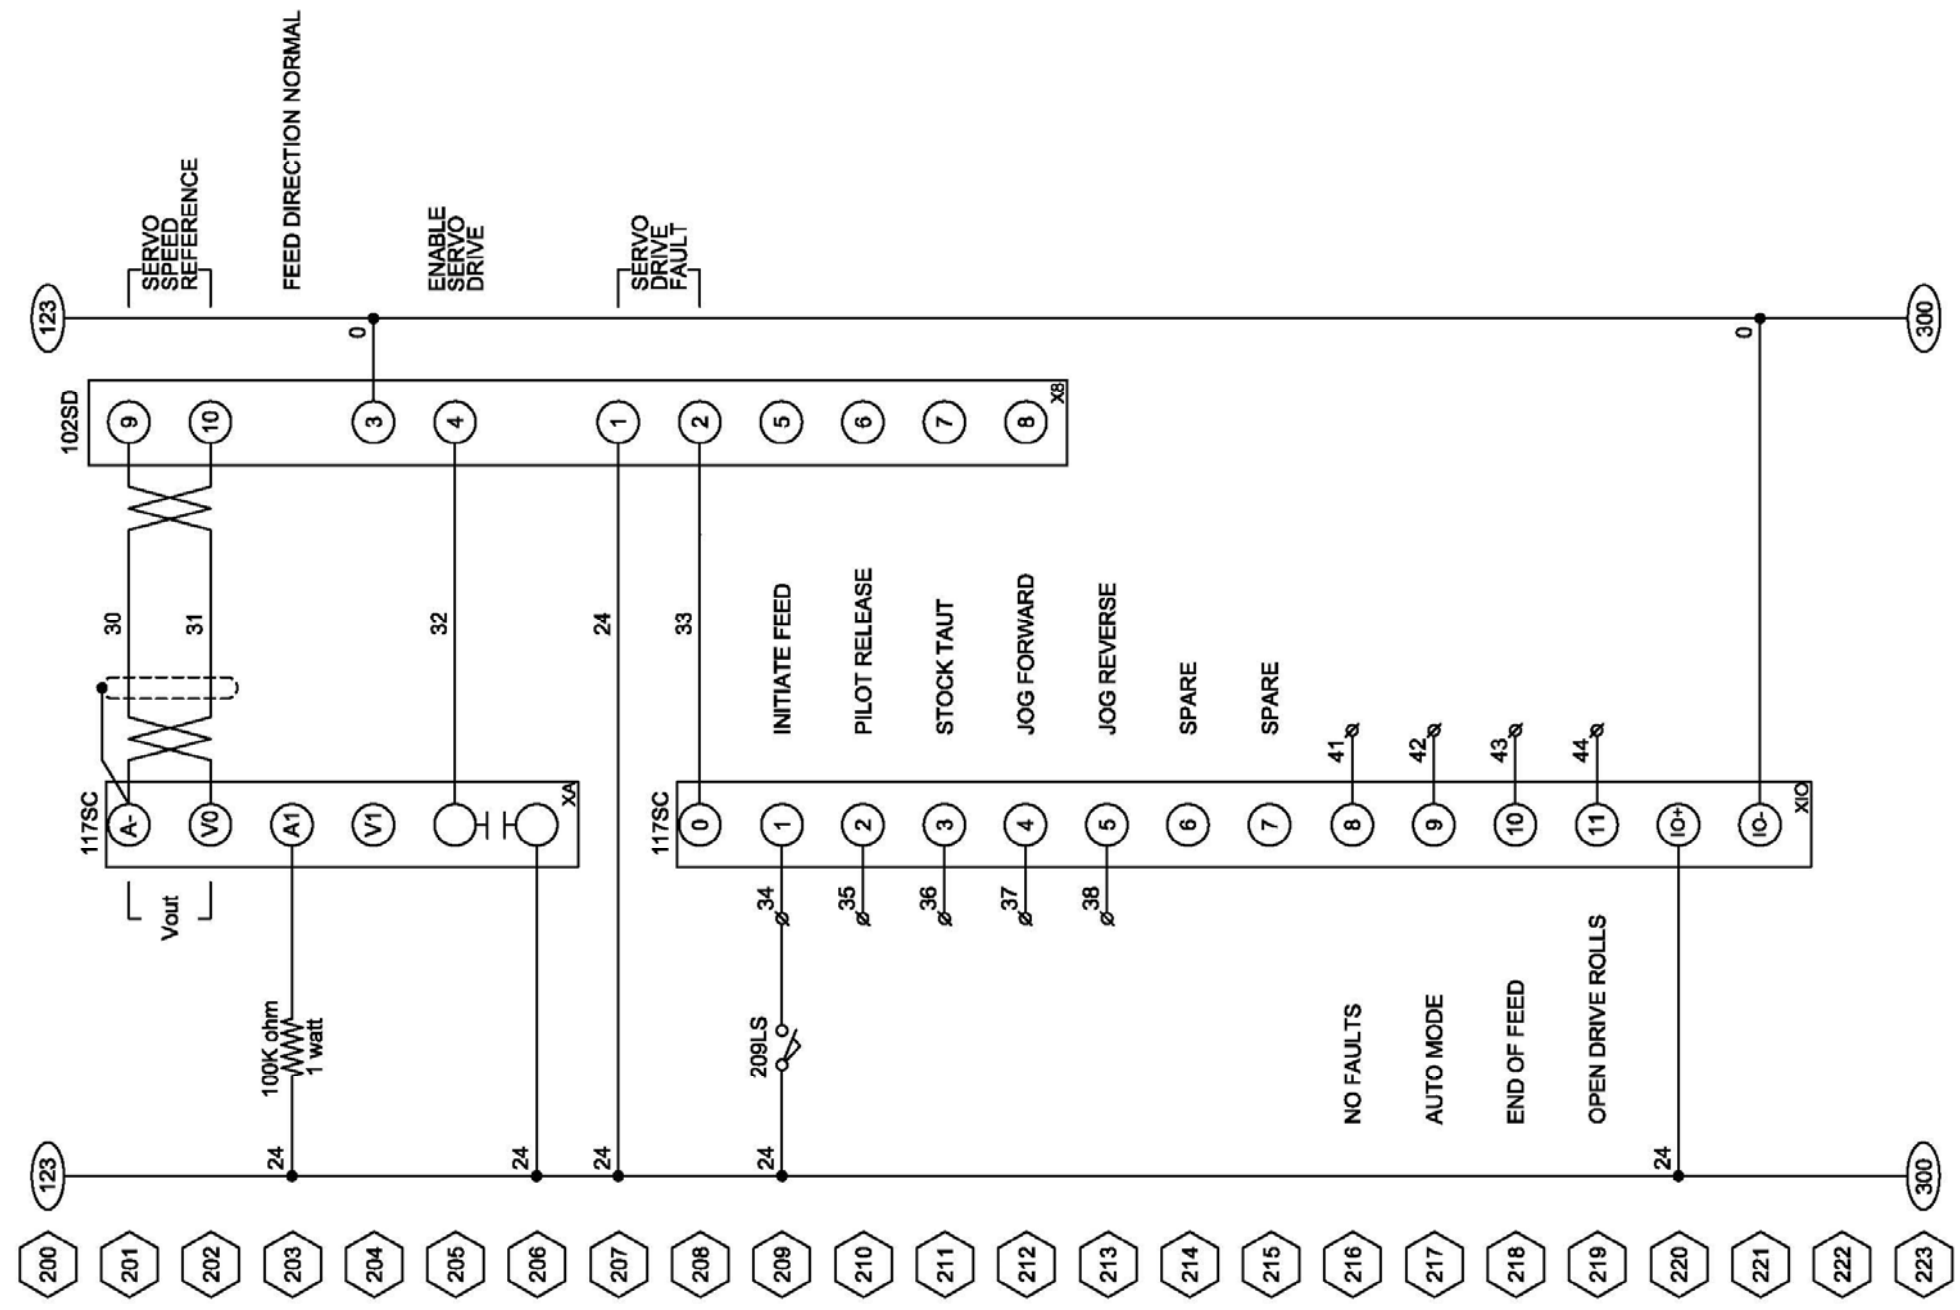 200
123
123
201
Vout
117SC
A-
30
102SD
9
SERVO
SPEED
REFERENCE
202
V0
31
10
203
24
100K ohm
1 watt
A1
FEED DIRECTION NORMAL
204
V1
3
0
205
32
4
ENABLE
SERVO
DRIVE
206
24
XA
207
24
24
1
SERVO
DRIVE
FAULT
208
117SC
0
33
2
209
24
209LS
34
1
INITIATE FEED
5
210
35
2
PILOT RELEASE
6
211
36
3
STOCK TAUT
7
212
37
4
JOG FORWARD
8
X8
213
38
5
JOG REVERSE
214
6
SPARE
215
7
SPARE
216
NO FAULTS
8
41
217
AUTO MODE
9
42
218
END OF FEED
10
43
219
OPEN DRIVE ROLLS
11
44
220
24
IO+
221
IO-
XIO
0
222
223
300
300